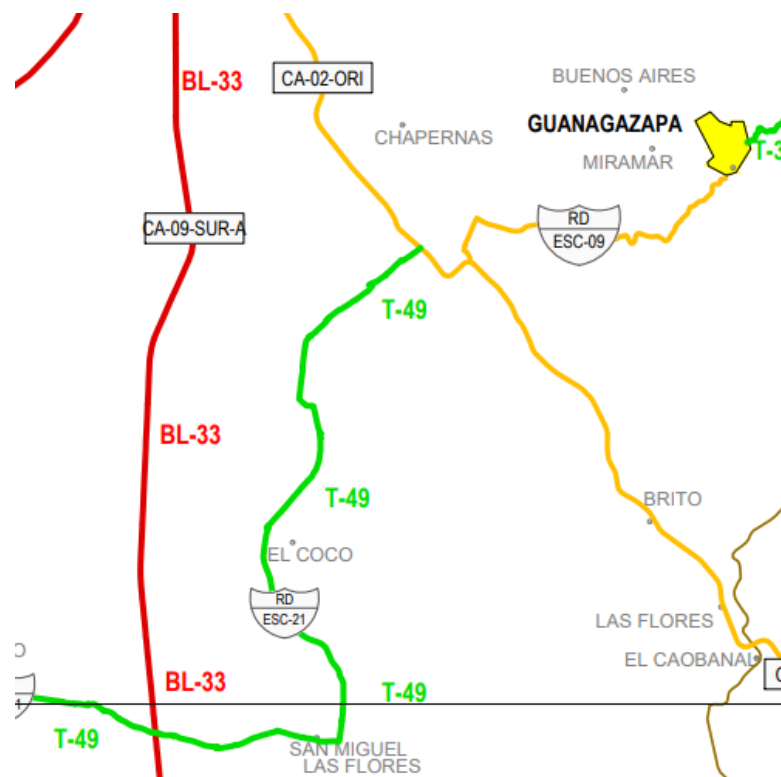 BL-33
CA-02-ORI
BUENOS AIRES
CHAPERNAS
GUANAGAZAPA
MIRAMAR
T-3
CA-09-SUR-A
RD
ESC-09
T-49
BL-33
T-49
BRITO
EL COCO
RD
ESC-21
LAS FLORES
EL CAOBANAL
BL-33
T-49
T-49
SAN MIGUEL
LAS FLORES